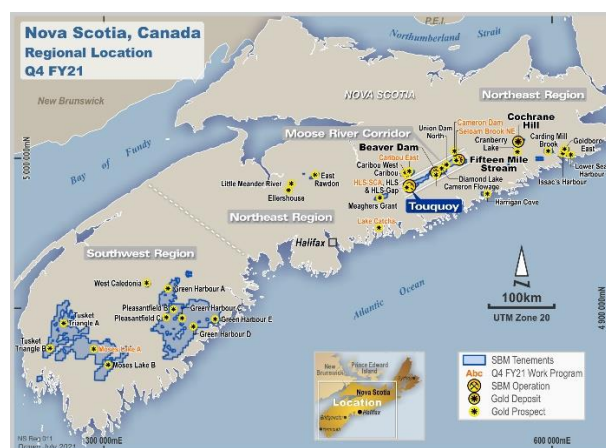 Nova Scotia, Canada
Regional Location
Q4 FY21
P.E.I.
Northumberland Strait
New Brunswick
NOVA SCOTIA
Northeast Region
Cameron Dam
Seloam Brook NE
Union Dam
North
Cochrane
Hill
Cranberry
Lake
Carding Mill
Brook
Goldboro-
East
Moose River Corridor
Beaver Dam
Caribou East
Caribou West
Caribou
Fifteen Mile
Stream
Bay of Fundy
East
Rawdon
Little Meander River
Ellershouse
HLS SCA, HLS
& HLS-Gap
Diamond Lake
Cameron Flowage
Lower Sea
Harbour
Issac's Harbour
Meaghers Grant
Touquoy
Harrigan Cove
Northeast Region
Lake Catcha
Halifax
Southwest Region
West Caledonia
Green Harbour A
Atlantic Ocean
N
100km
UTM Zone 20
Pleasantfield B
Green Harbour C
Pleasantfield C
Green Harbour E
Green Harbour D
Tusket
Triangle A
Tusket
Triangle B
Moses Lake A
Moses Lake B
5 000 000mN
4 900 000mN
300 000mE
600 000mE
New Brunswick
Prince Edward
Island
Nova Scotia
Location
Halifax
SBM Tenements
Abc Q4 FY21 Work Program
SBM Operation
Gold Deposit
Gold Prospect
NS Reg 011
July 2021